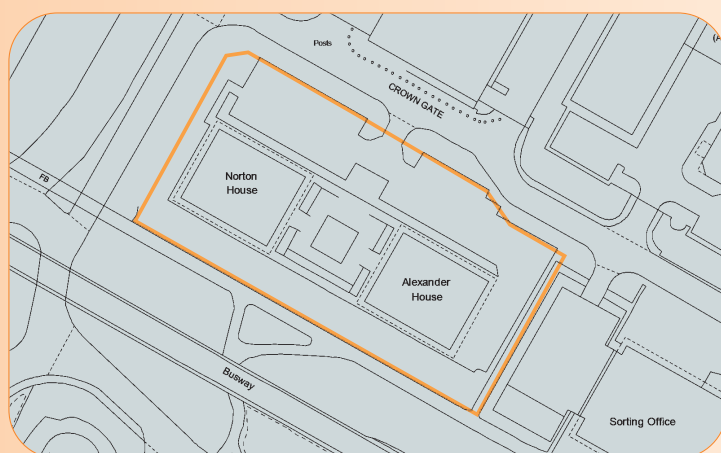 Posts
CROWN GATE
FB
Norton
House
Alexander
House
Busway
Sorting Office